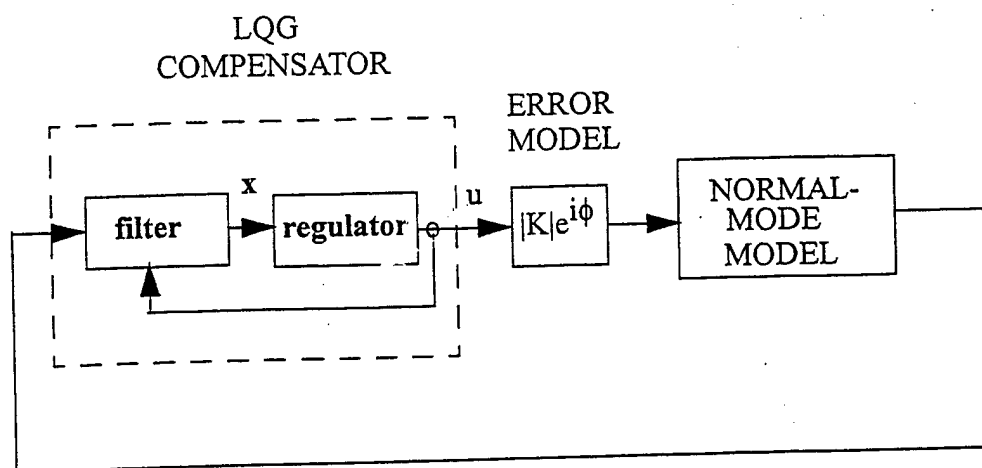 LQG
COMPENSATOR
ERROR
MODEL
x
u
filter
regulator
|K|e^{iϕ}
NORMAL-
MODE
MODEL